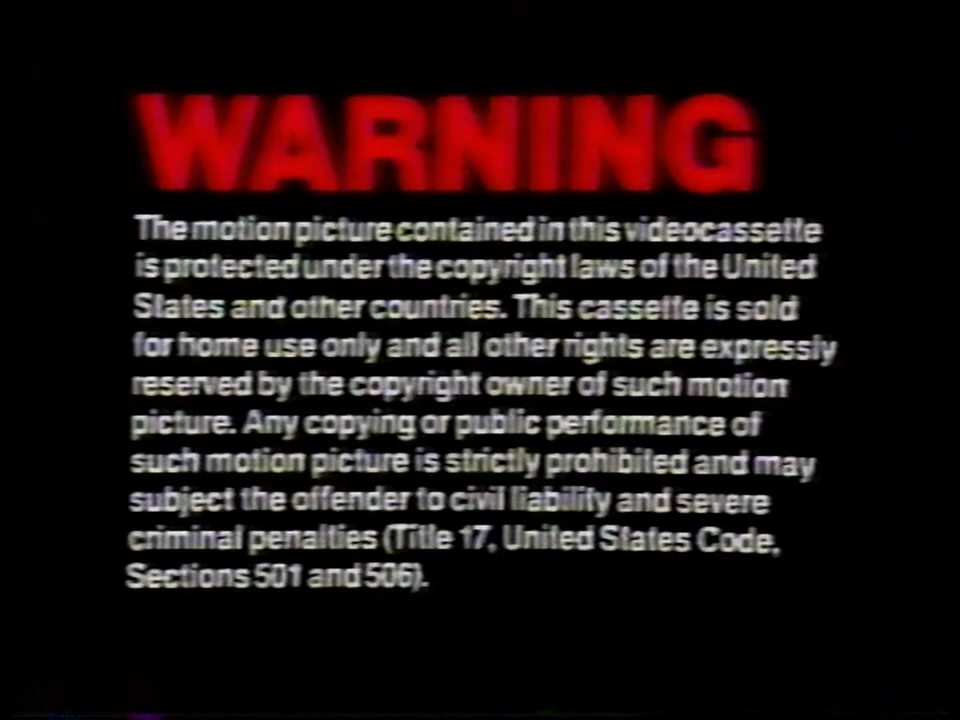 WARNING
The motion picture contained in this videocassette
is protected under the copyright laws of the United
States and other countries. This cassette is sold
for home use only and all other rights are expressly
reserved by the copyright owner of such motion
picture. Any copying or public performance of
such motion picture is strictly prohibited and may
subject the offender to civil liability and severe
criminal penalties (Title 17, United States Code,
Sections 501 and 506).